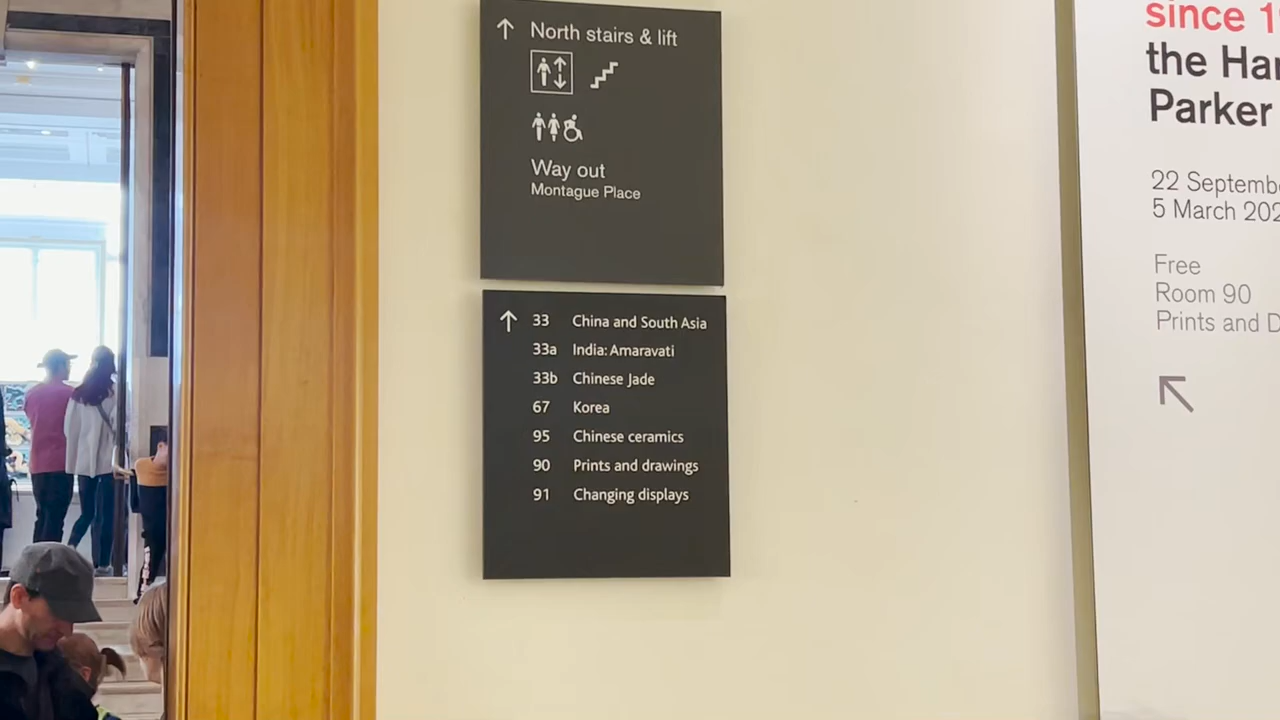 North stairs & lift
Way out
Montague Place
33 China and South Asia
33a India: Amaravati
33b Chinese Jade
67 Korea
95 Chinese ceramics
90 Prints and drawings
91 Changing displays
since
the
Parker
22
5 March
Free
Room 90
Prints and